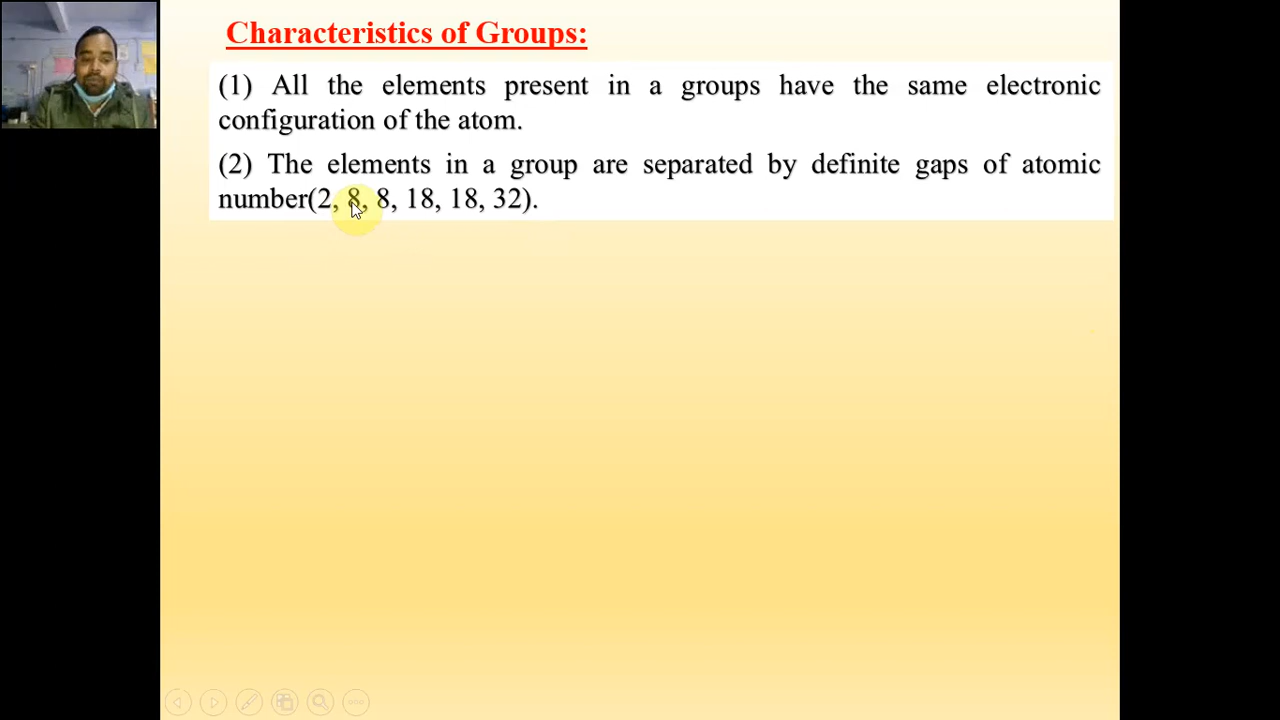 Characteristics of Groups:
(1) All the elements present in a groups have the same electronic
configuration of the atom.
(2) The elements in a group are separated by definite gaps of atomic
number(2, 8, 8, 18, 18, 32).